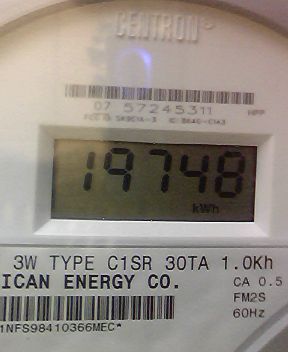 CENTRON
07 57245311 HPP
19748
kWh
3W TYPE C1SR 30TA 1.0Kh
ICAN ENERGY CO. CA 0.5
FM2S
60Hz
1NFS98410366MEC*